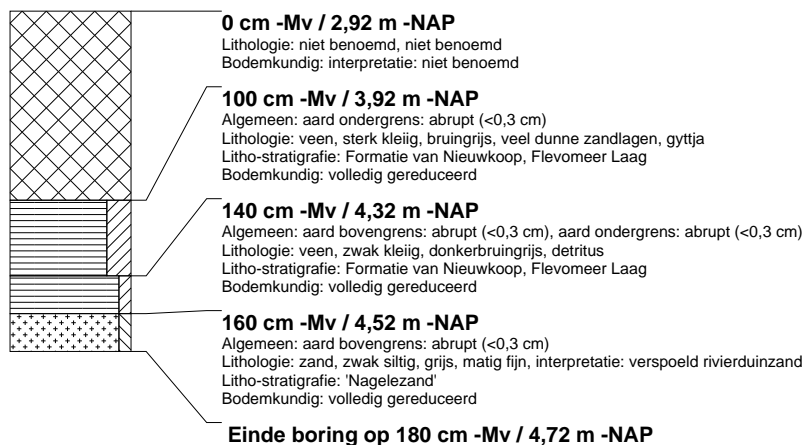 0 cm -Mv / 2,92 m -NAP
Lithologie: niet benoemd, niet benoemd
Bodemkundig: interpretatie: niet benoemd
100 cm -Mv / 3,92 m -NAP
Algemeen: aard ondergrens: abrupt (<0,3 cm)
Lithologie: veen, sterk kleiig, bruingrijs, veel dunne zandlagen, gyttja
Litho-stratigrafie: Formatie van Nieuwkoop, Flevomeer Laag
Bodemkundig: volledig gereduceerd
140 cm -Mv / 4,32 m -NAP
Algemeen: aard bovengrens: abrupt (<0,3 cm), aard ondergrens: abrupt (<0,3 cm)
Lithologie: veen, zwak kleiig, donkerbruingrijs, detritus
Litho-stratigrafie: Formatie van Nieuwkoop, Flevomeer Laag
Bodemkundig: volledig gereduceerd
160 cm -Mv / 4,52 m -NAP
Algemeen: aard bovengrens: abrupt (<0,3 cm)
Lithologie: zand, zwak siltig, grijs, matig fijn, interpretatie: verspoeld rivierduinzand
Litho-stratigrafie: 'Nagelezand'
Bodemkundig: volledig gereduceerd
Einde boring op 180 cm -Mv / 4,72 m -NAP